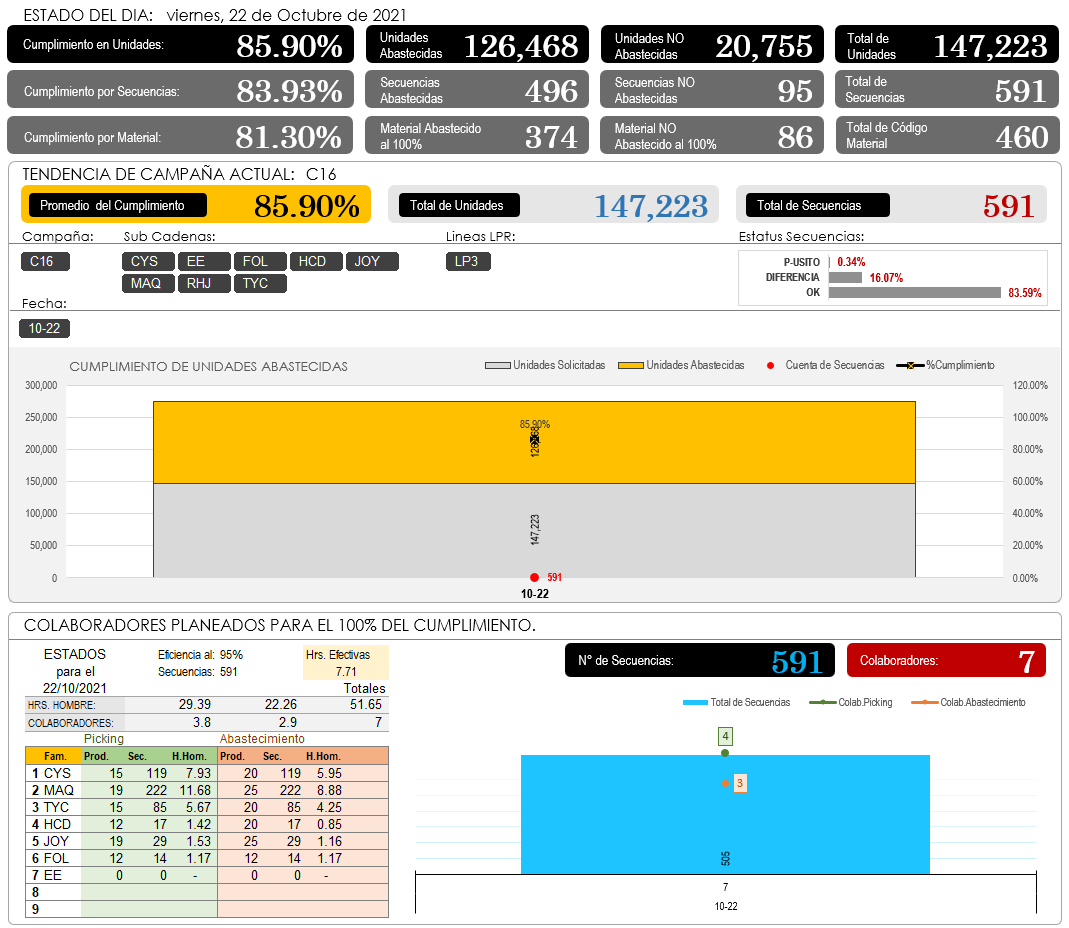 ESTADO DEL DIA: viernes, 22 de Octubre de 2021
Cumplimiento en Unidades: 85.90%
Unidades Abastecidas 126,468
Unidades NO Abastecidas 20,755
Total de Unidades 147,223
Cumplimiento por Secuencias: 83.93%
Secuencias Abastecidas 496
Secuencias NO Abastecidas 95
Total de Secuencias 591
Cumplimiento por Material: 81.30%
Material Abastecido al 100% 374
Material NO Abastecido al 100% 86
Total de Código Material 460
TENDENCIA DE CAMPAÑA ACTUAL: C16
Promedio del Cumplimiento 85.90%
Total de Unidades 147,223
Total de Secuencias 591
Campaña: Sub Cadenas: Lineas LPR: Estatus Secuencias:
C16 CYS EE FOL HCD JOY LP3
MAQ RHJ TYC
P-USITO 0.34%
DIFERENCIA 16.07%
OK 83.59%
Fecha:
10-22
CUMPLIMIENTO DE UNIDADES ABASTECIDAS
Unidades Solicitadas Unidades Abastecidas Cuenta de Secuencias %Cumplimiento
300,000 120.00%
250,000 100.00%
200,000 80.00%
150,000 60.00%
100,000 40.00%
50,000 20.00%
0 0.00%
85.90%
126,468
147,223
591
10-22
COLABORADORES PLANEADOS PARA EL 100% DEL CUMPLIMIENTO.
ESTADOS para el 22/10/2021
Eficiencia al: 95%
Secuencias: 591
Hrs. Efectivas
7.71
Totales
HRS. HOMBRE: 29.39 22.26 51.65
COLABORADORES: 3.8 2.9 7
Picking Abastecimiento
Fam. Prod. Sec. H.Hom. Prod. Sec. H.Hom.
1 CYS 15 119 7.93 20 119 5.95
2 MAQ 19 222 11.68 25 222 8.88
3 TYC 15 85 5.67 20 85 4.25
4 HCD 12 17 1.42 20 17 0.85
5 JOY 19 29 1.53 25 29 1.16
6 FOL 12 14 1.17 12 14 1.17
7 EE 0 0 - 0 0 -
8
9
N° de Secuencias: 591
Colaboradores: 7
Total de Secuencias Colab.Picking Colab.Abastecimiento
4
3
505
7
10-22